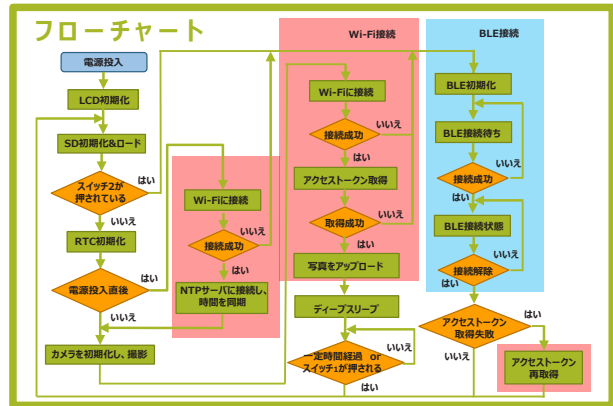 フローチャート
電源投入
LCD初期化
SD初期化&ロード
スイッチ2が
押されている
はい
いいえ
RTC初期化
電源投入直後
はい
いいえ
カメラを初期化し、撮影
Wi-Fiに接続
接続成功
いいえ
はい
NTPサーバに接続し、
時間を同期
Wi-Fi接続
Wi-Fiに接続
接続成功
いいえ
はい
アクセストークン取得
取得成功
いいえ
はい
写真をアップロード
ディープスリープ
一定時間経過 or
スイッチ1が押される
いいえ
はい
BLE接続
BLE初期化
BLE接続待ち
いいえ
接続成功
はい
BLE接続状態
いいえ
接続解除
はい
アクセストークン
取得失敗
はい
いいえ
アクセストークン
再取得